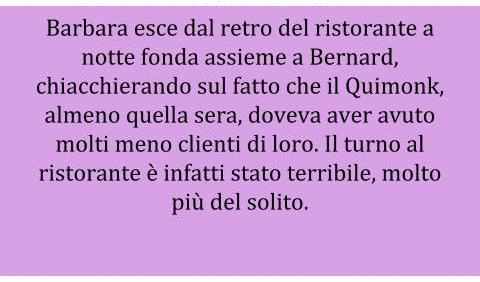 Barbara esce dal retro del ristorante a
notte fonda assieme a Bernard,
chiacchierando sul fatto che il Quimonk,
almeno quella sera, doveva aver avuto
molti meno clienti di loro. Il turno al
ristorante è infatti stato terribile, molto
più del solito.